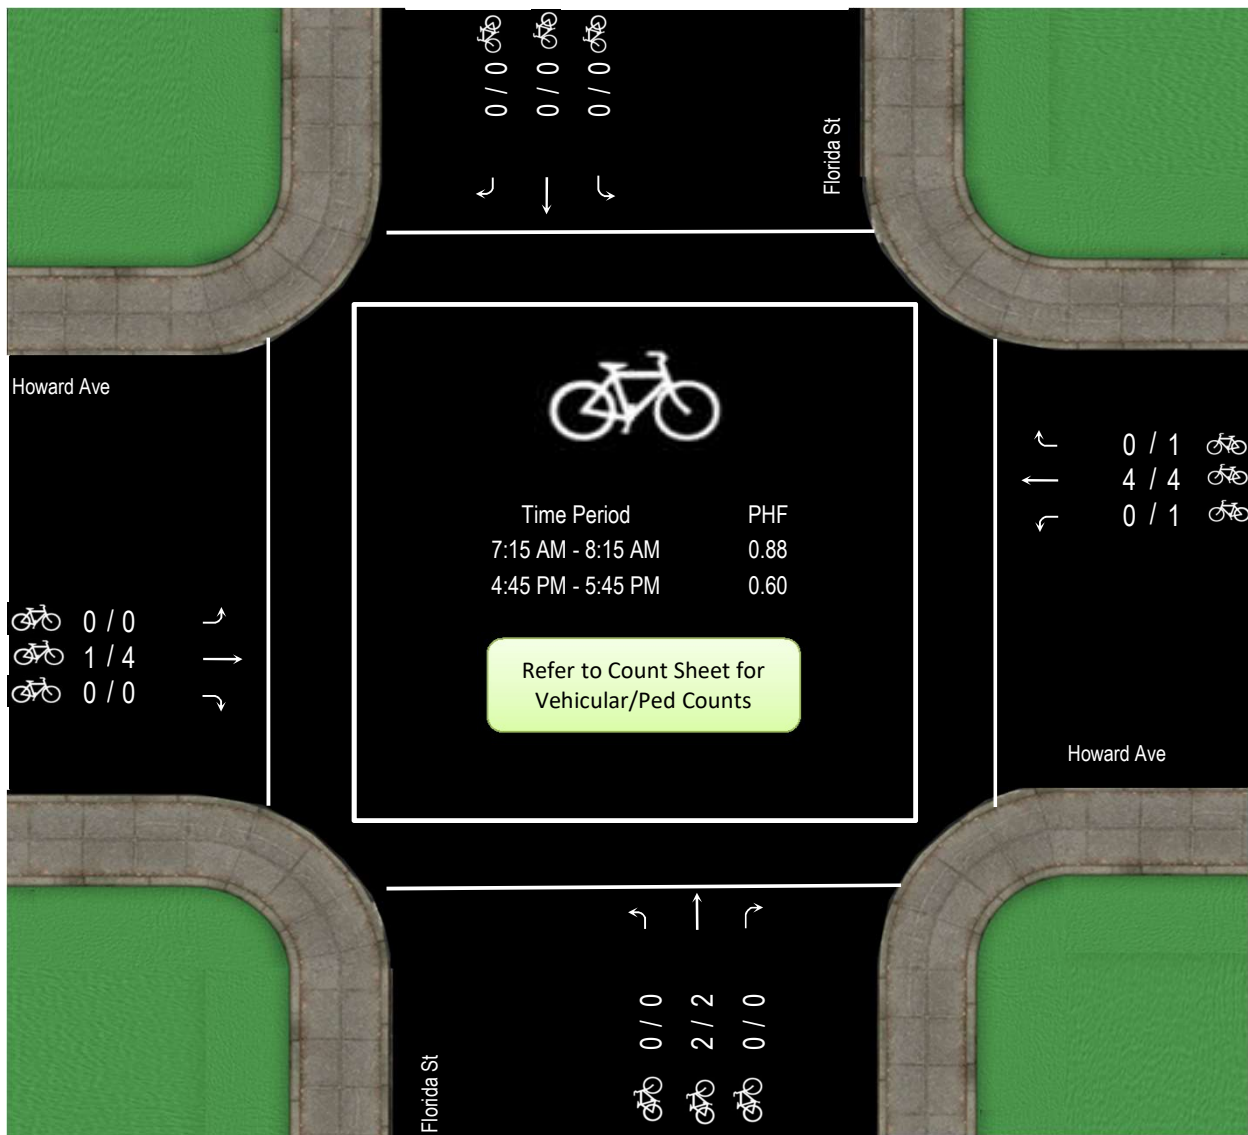 0 / 0
0 / 0
0 / 0
Florida St
Howard Ave
0 / 1
4 / 4
0 / 1
Time Period PHF
7:15 AM - 8:15 AM 0.88
4:45 PM - 5:45 PM 0.60
0 / 0
1 / 4
0 / 0
Refer to Count Sheet for
Vehicular/Ped Counts
Howard Ave
0 / 0
2 / 2
0 / 0
Florida St